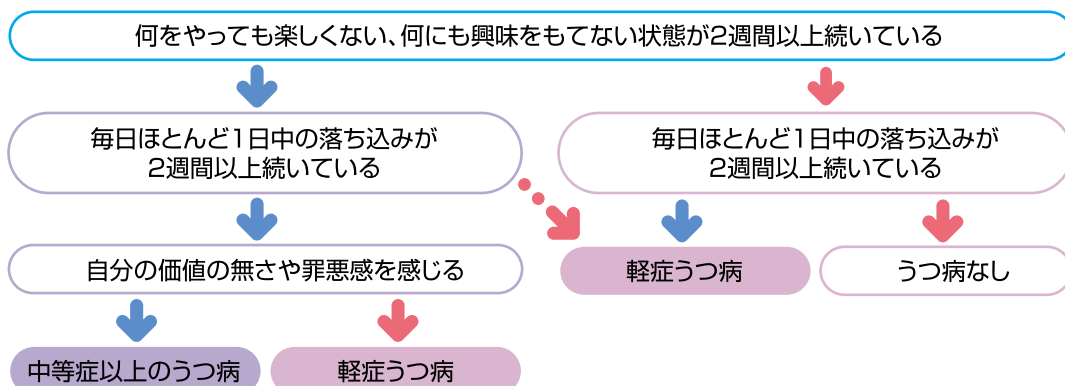 何をやっても楽しくない、何にも興味をもてない状態が2週間以上続いている
毎日ほとんど1日中の落ち込みが
2週間以上続いている
毎日ほとんど1日中の落ち込みが
2週間以上続いている
自分の価値の無さや罪悪感を感じる
軽症うつ病
うつ病なし
中等症以上のうつ病
軽症うつ病